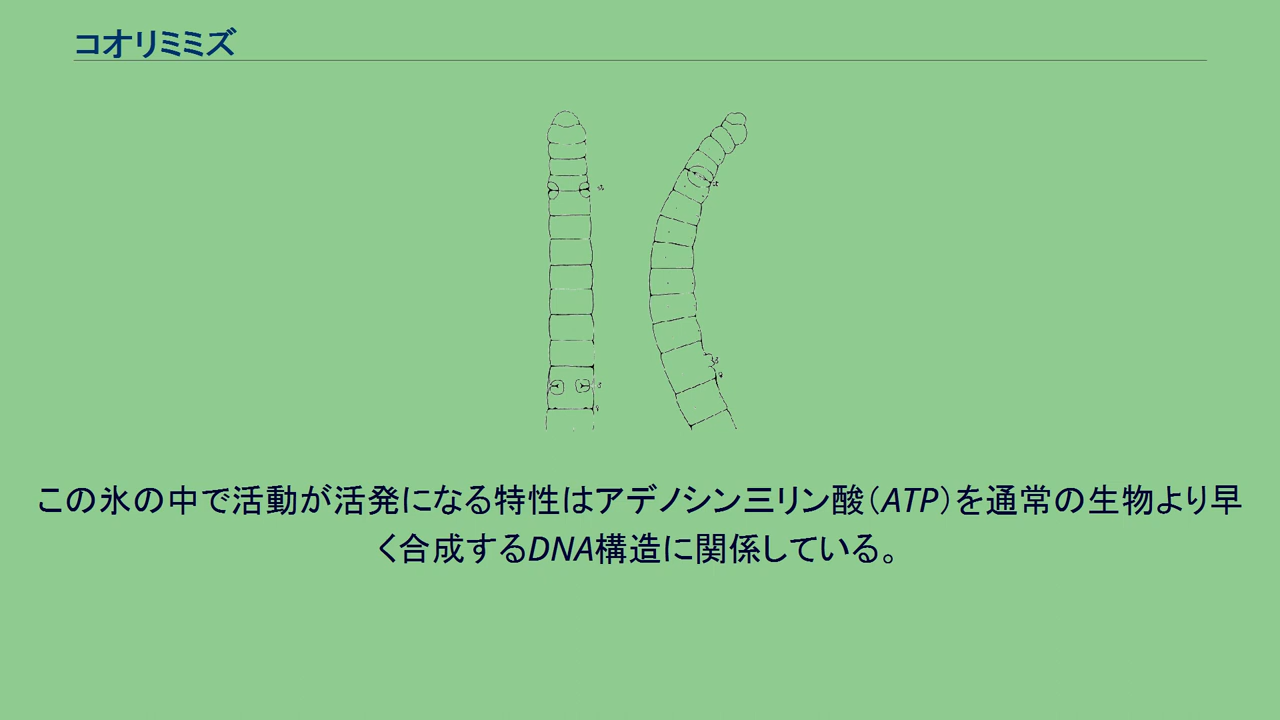 コオリミミズ
この氷の中で活動が活発になる特性はアデノシン三リン酸（ATP）を通常の生物より早
く合成するDNA構造に関係している。